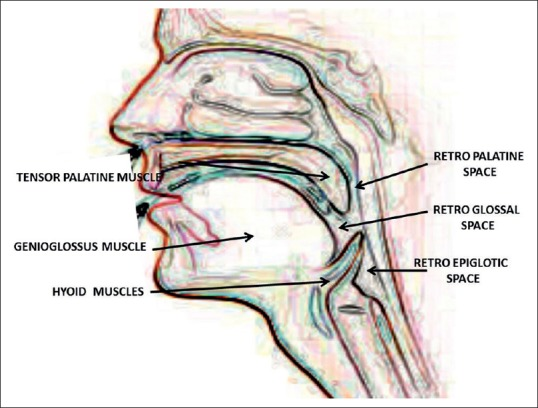 TENSOR PALATINE MUSCLE
GENIOGLOSSUS MUSCLE
HYOID MUSCLES
RETRO PALATINE
SPACE
RETRO GLOSSAL
SPACE
RETRO EPIGLOTIC
SPACE